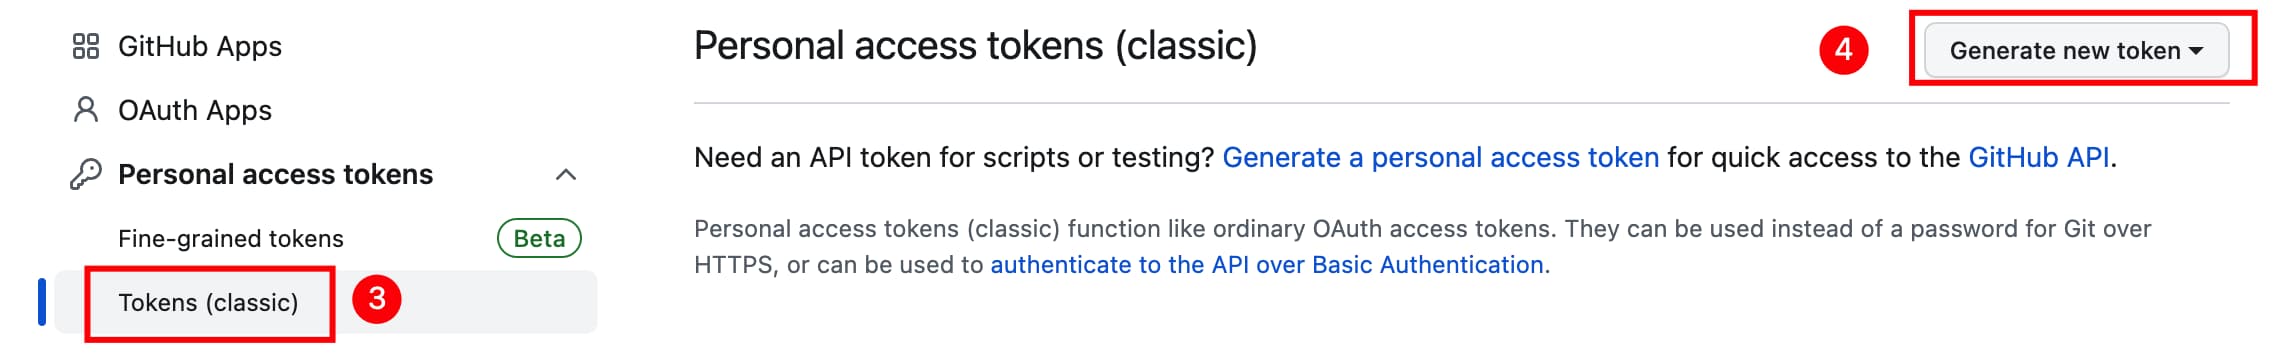 GitHub Apps
OAuth Apps
Personal access tokens
Fine-grained tokens Beta
Tokens (classic) 3
Personal access tokens (classic) 4 Generate new token
Need an API token for scripts or testing? Generate a personal access token for quick access to the GitHub API.
Personal access tokens (classic) function like ordinary OAuth access tokens. They can be used instead of a password for Git over
HTTPS, or can be used to authenticate to the API over Basic Authentication.